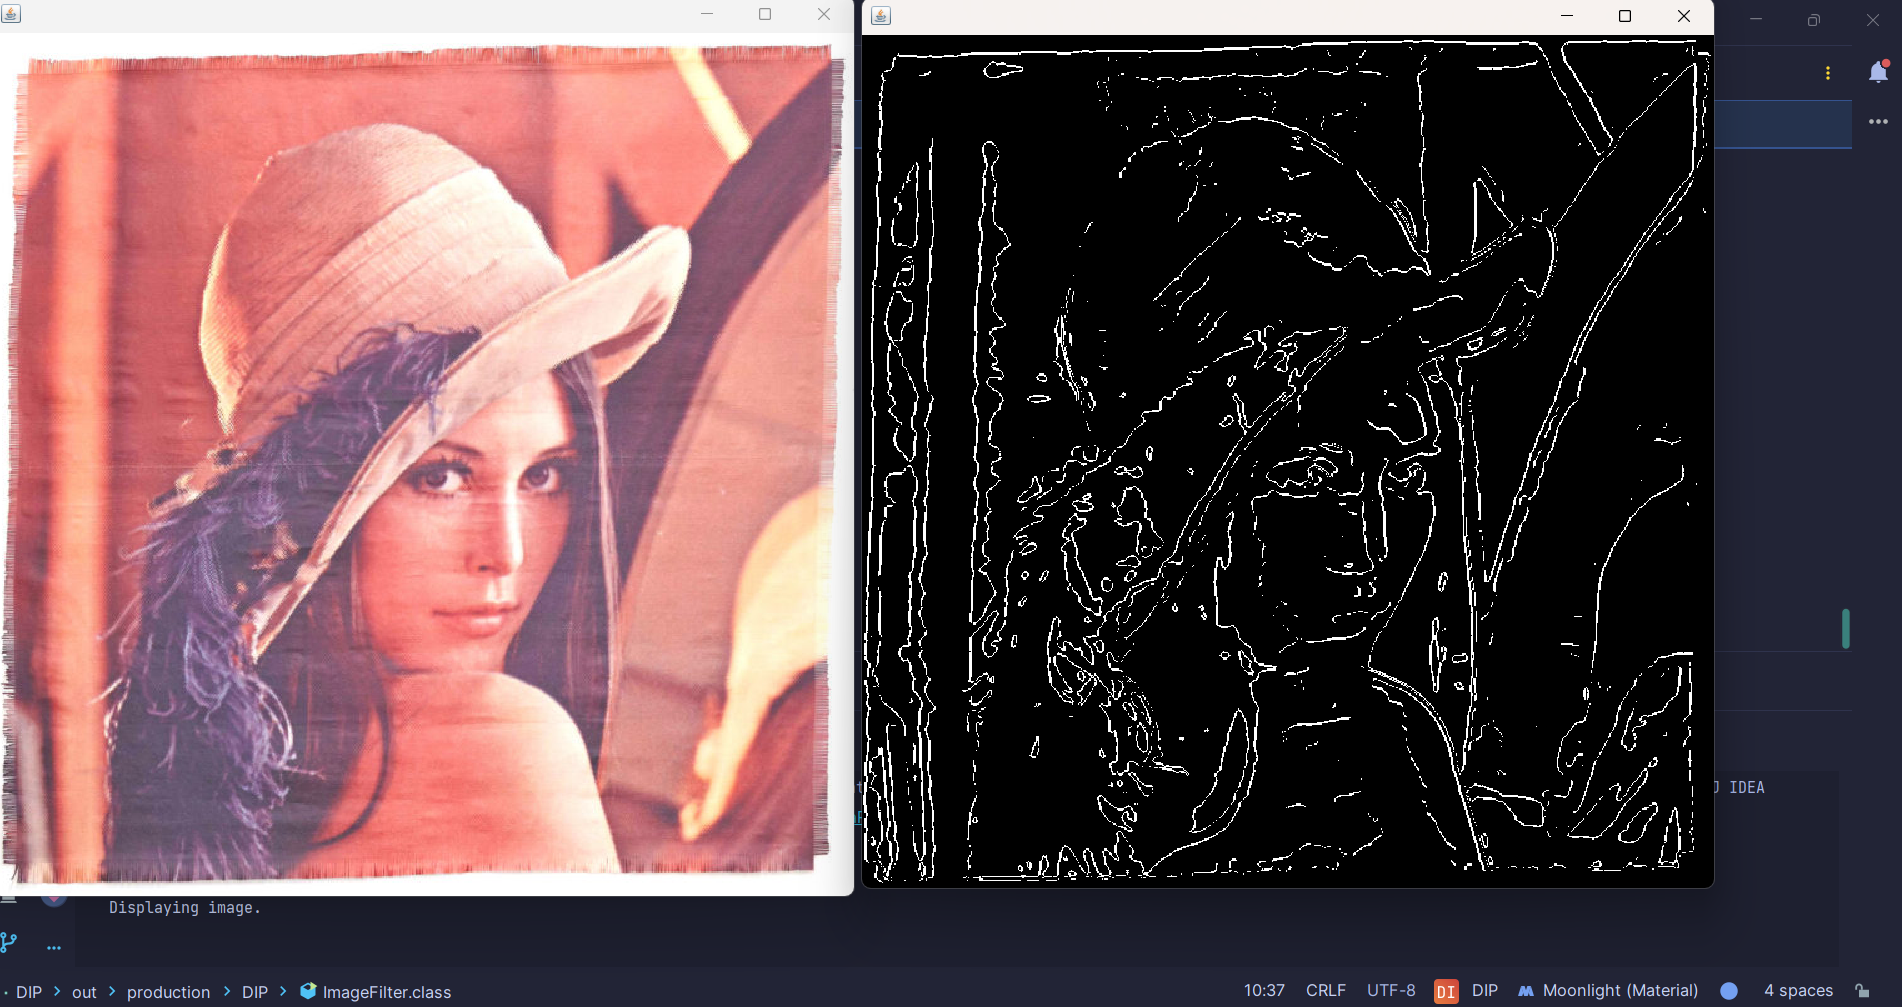 J IDEA
Displaying image.
DIP > out > production > DIP > ImageFilter.class
10:37 CRLF UTF-8 DI DIP Moonlight (Material) 4 spaces